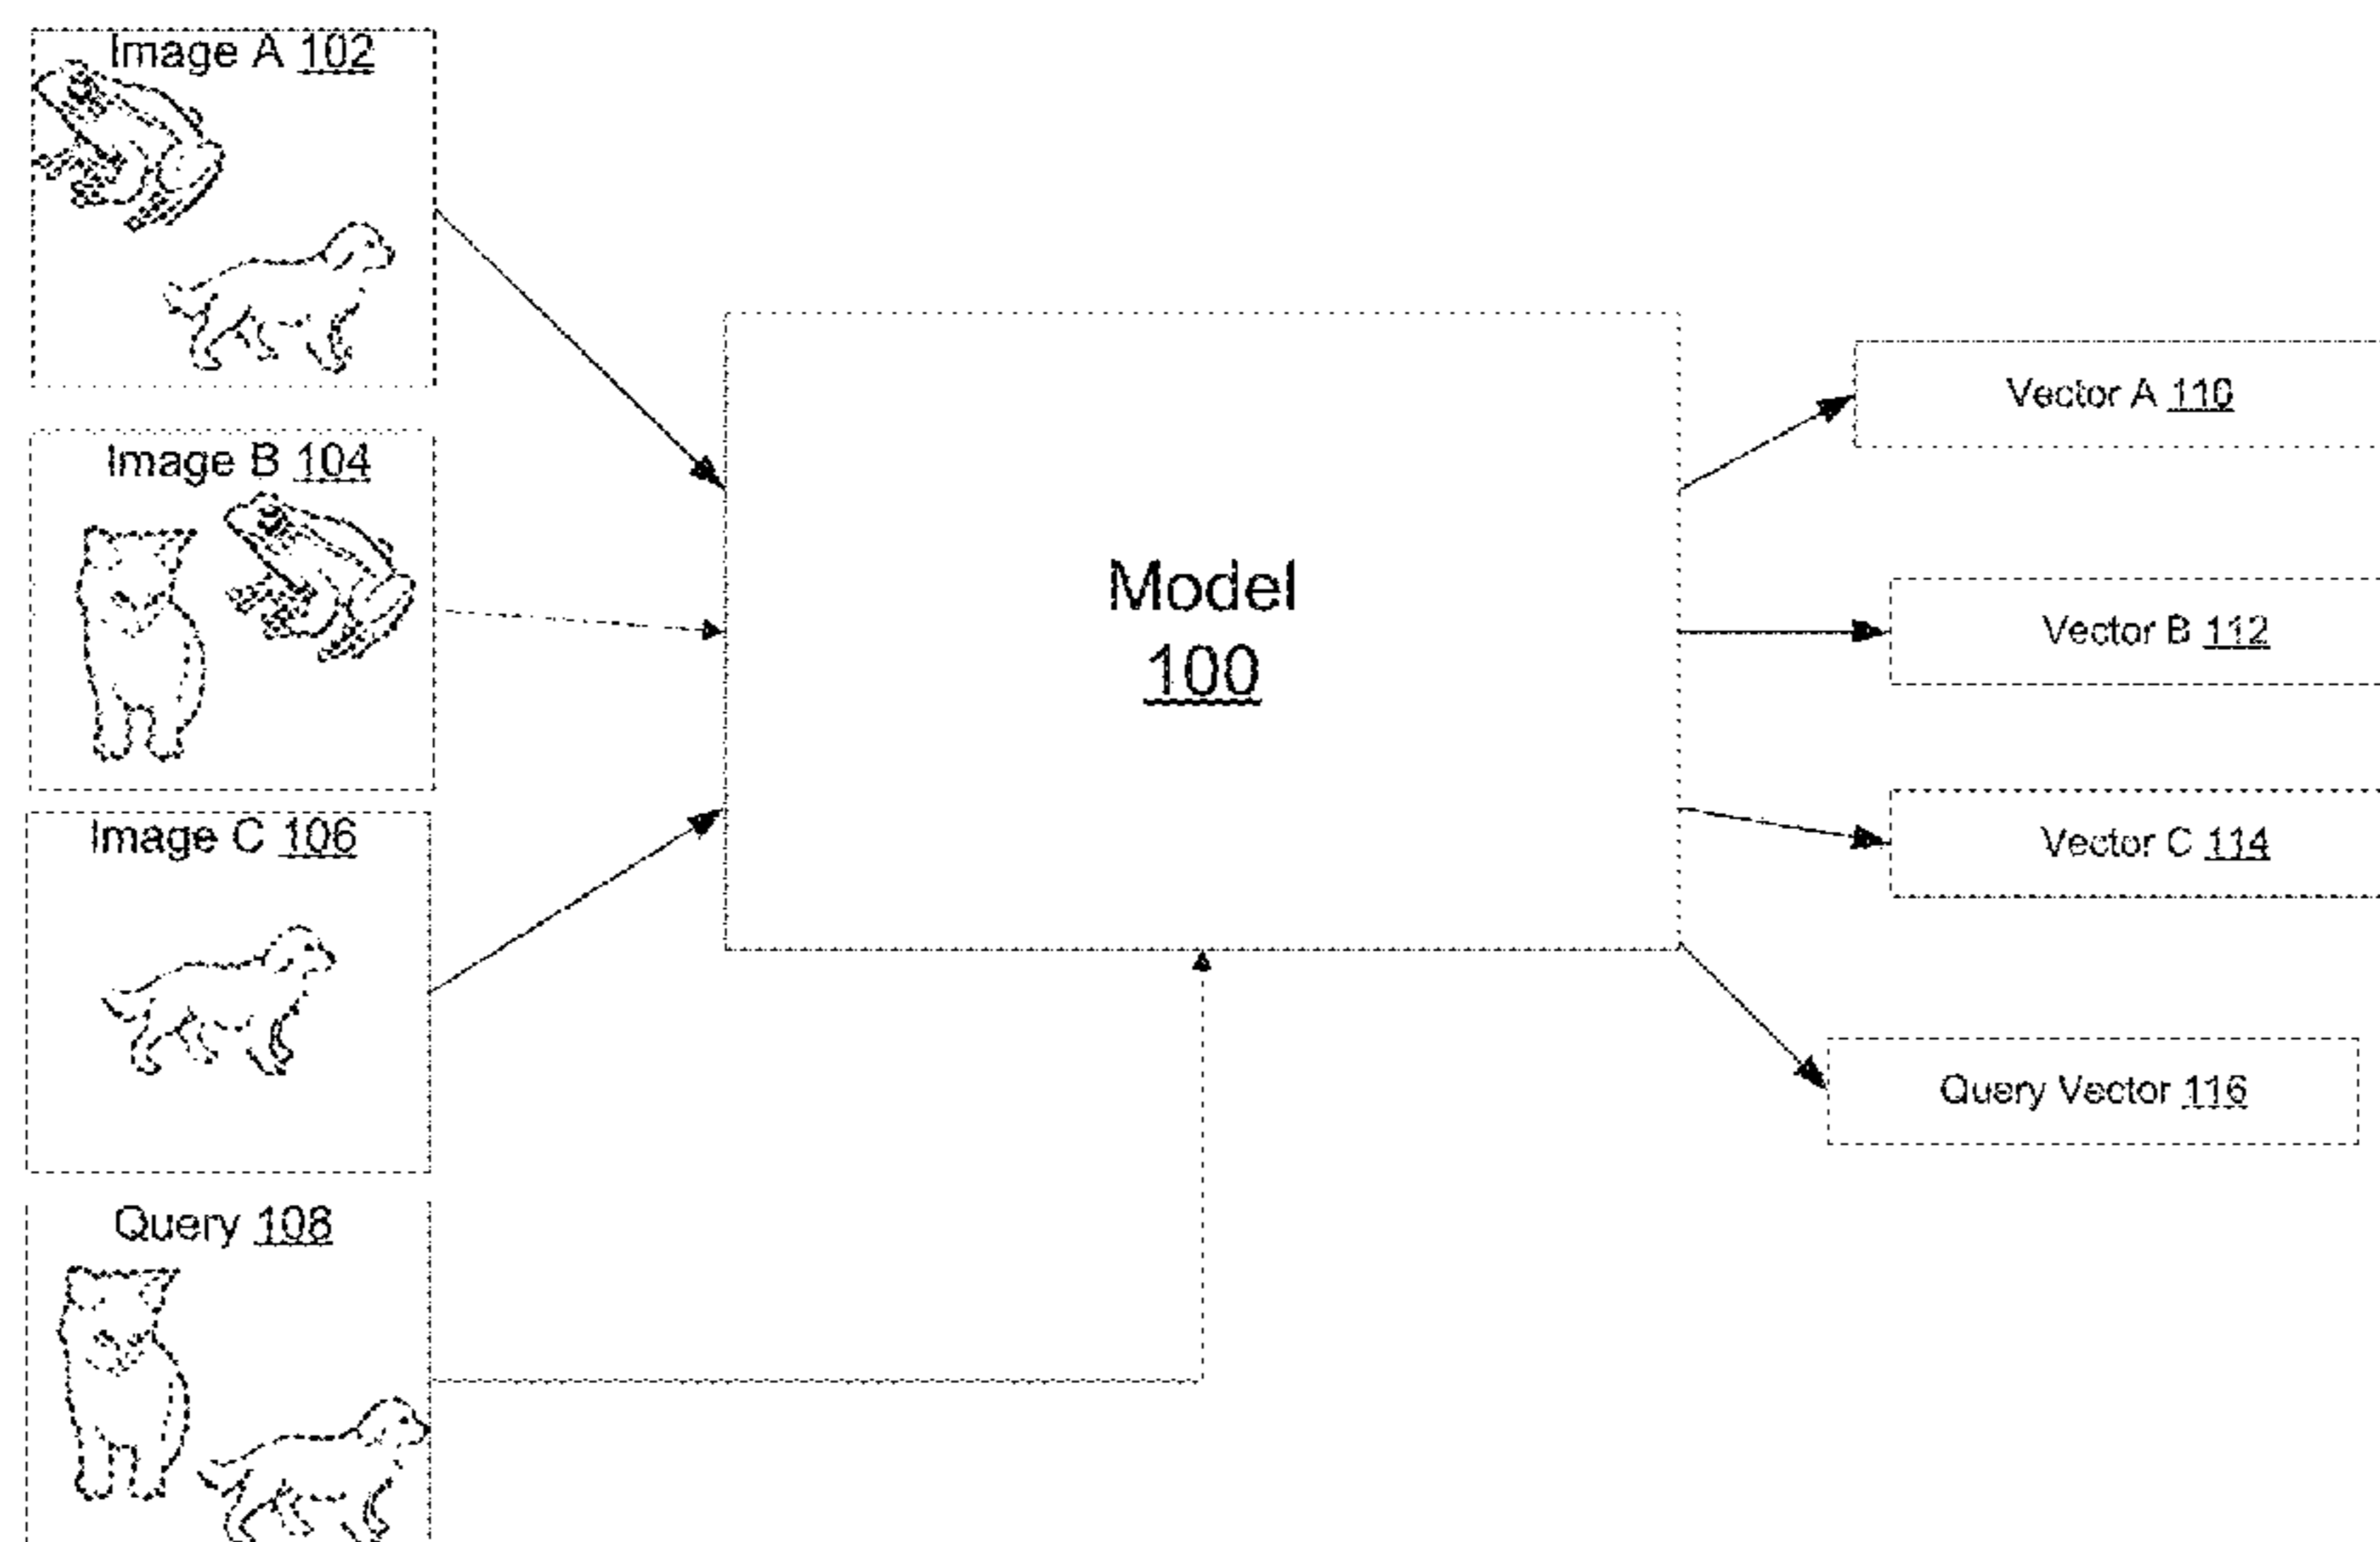 Image A 102
Image B 104
Image C 106
Query 108
Model
100
Vector A 110
Vector B 112
Vector C 114
Query Vector 116